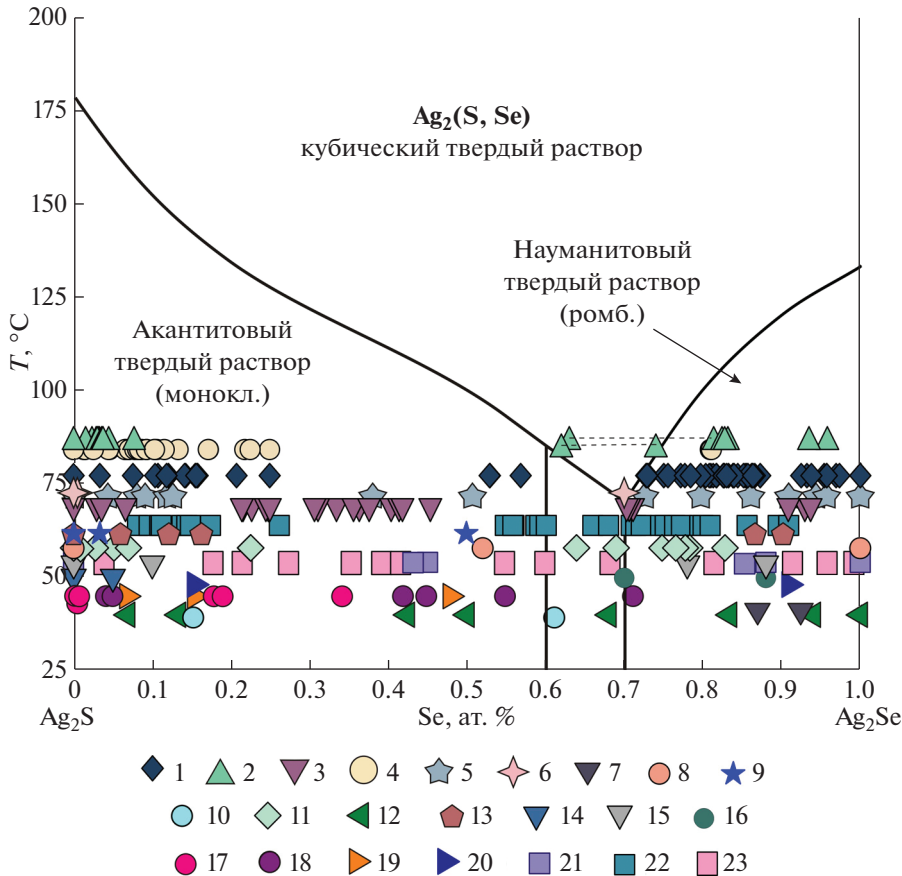 200
175
150
125
100
75
50
25
T, °C
Ag₂(S, Se)
кубический твердый раствор
Науманитовый
твердый раствор
(ромб.)
Акантитовый
твердый раствор
(монокл.)
0 0.1 0.2 0.3 0.4 0.5 0.6 0.7 0.8 0.9 1.0
Ag₂S Se, ат. % Ag₂Se
1 2 3 4 5 6 7 8 9
10 11 12 13 14 15 16
17 18 19 20 21 22 23